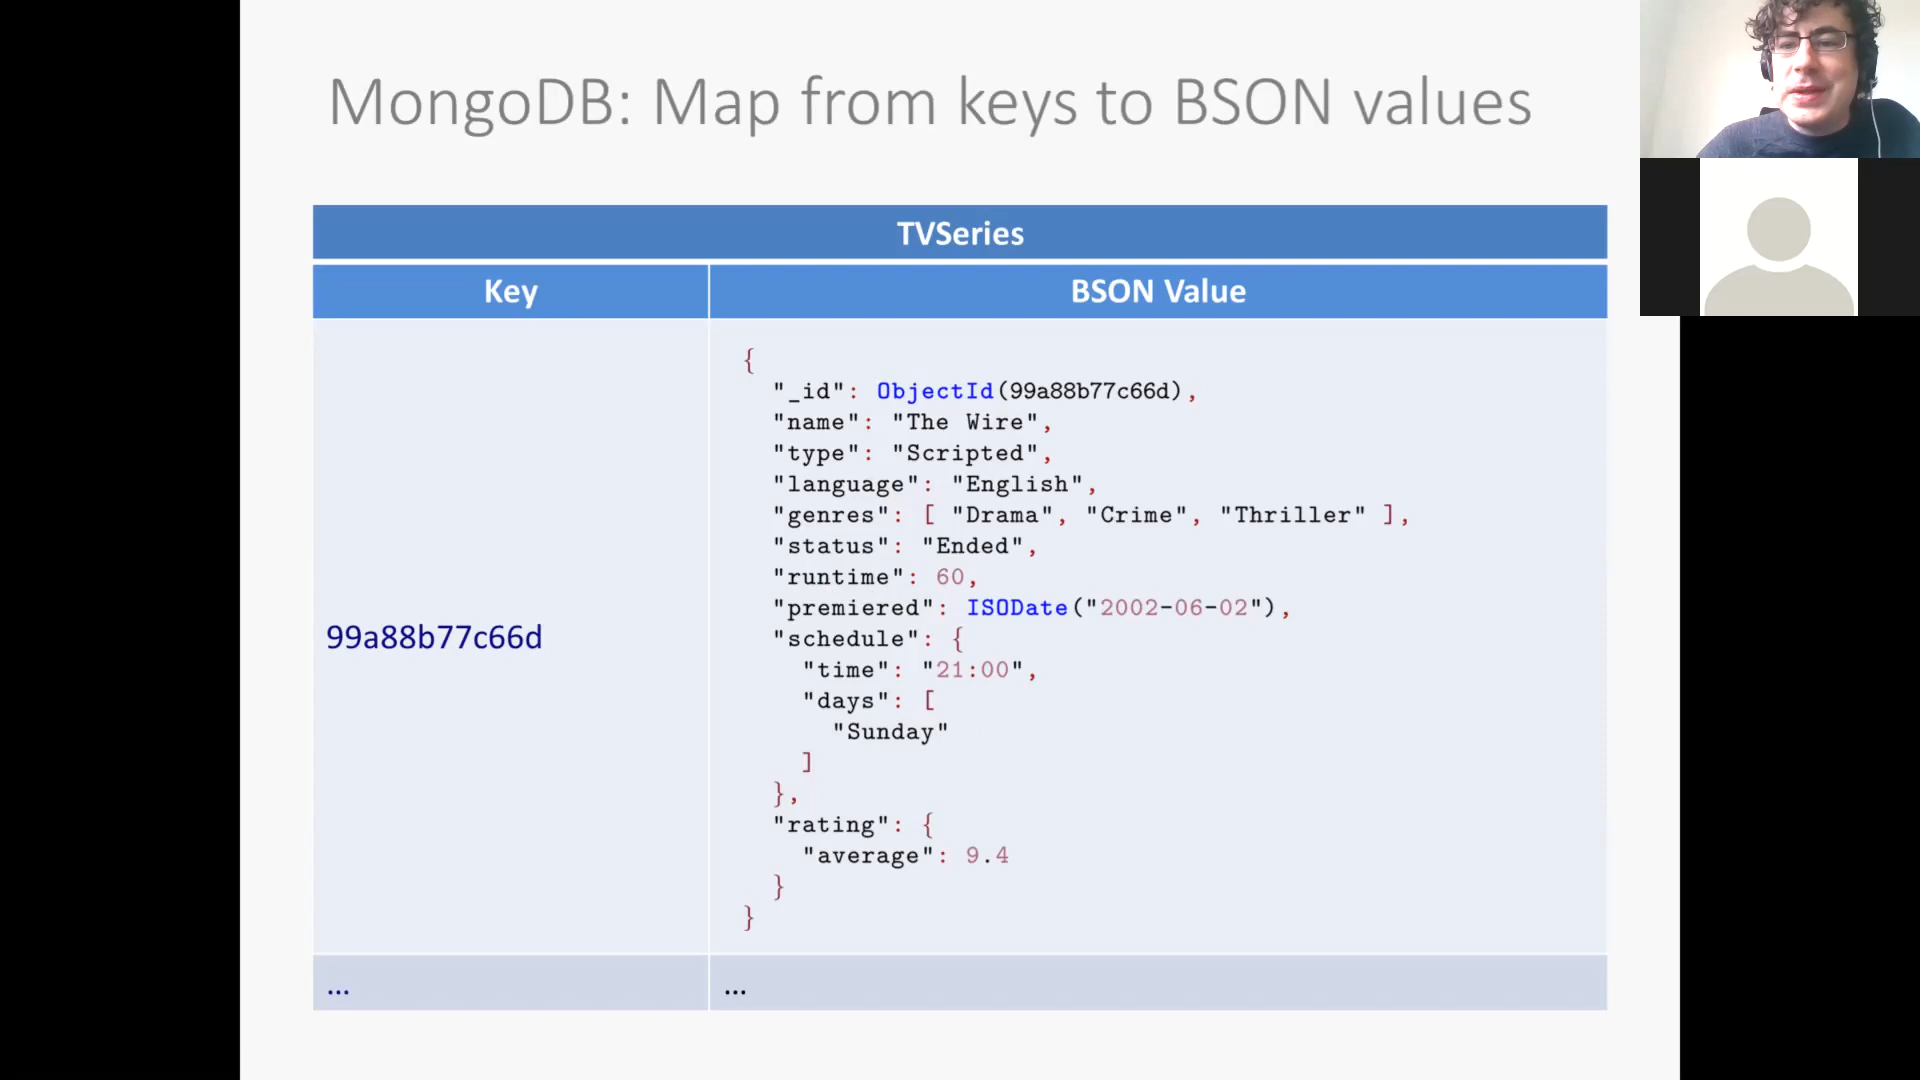 MongoDB: Map from keys to BSON values
TVSeries
Key
BSON Value
99a88b77c66d
{
"_id": ObjectId(99a88b77c66d),
"name": "The Wire",
"type": "Scripted",
"language": "English",
"genres": [ "Drama", "Crime", "Thriller" ],
"status": "Ended",
"runtime": 60,
"premiered": ISODate("2002-06-02"),
"schedule": {
"time": "21:00",
"days": [
"Sunday"
]
},
"rating": {
"average": 9.4
}
}
...
...